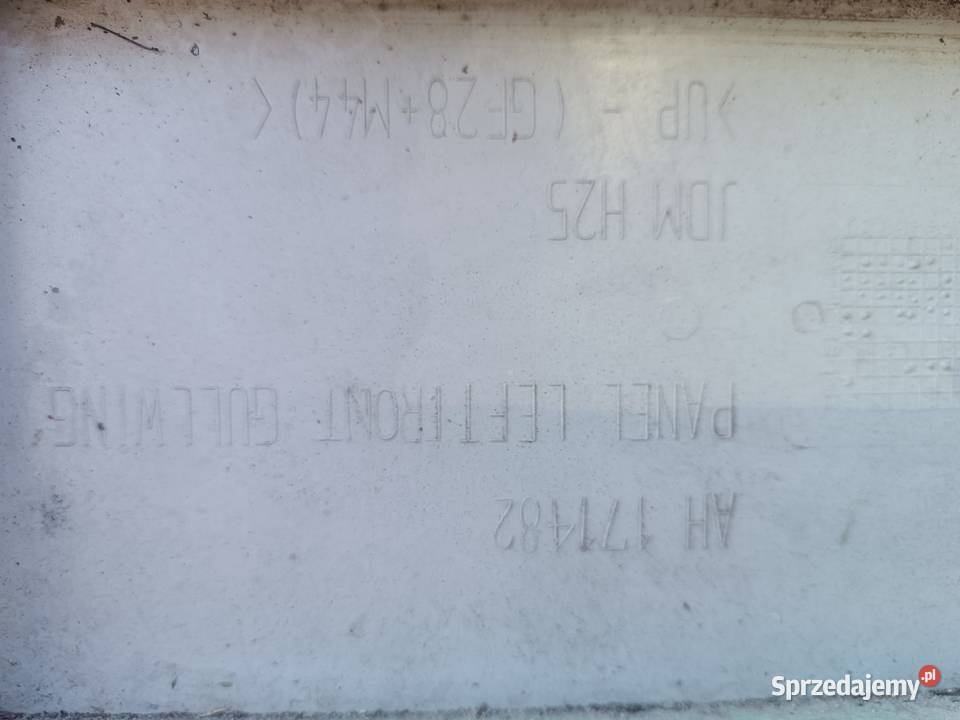 AH 171482
PANEL LEFT FRONT GULLWING
JDM H25
>UP - (GF28+M44)<
Sprzedajemy.pl